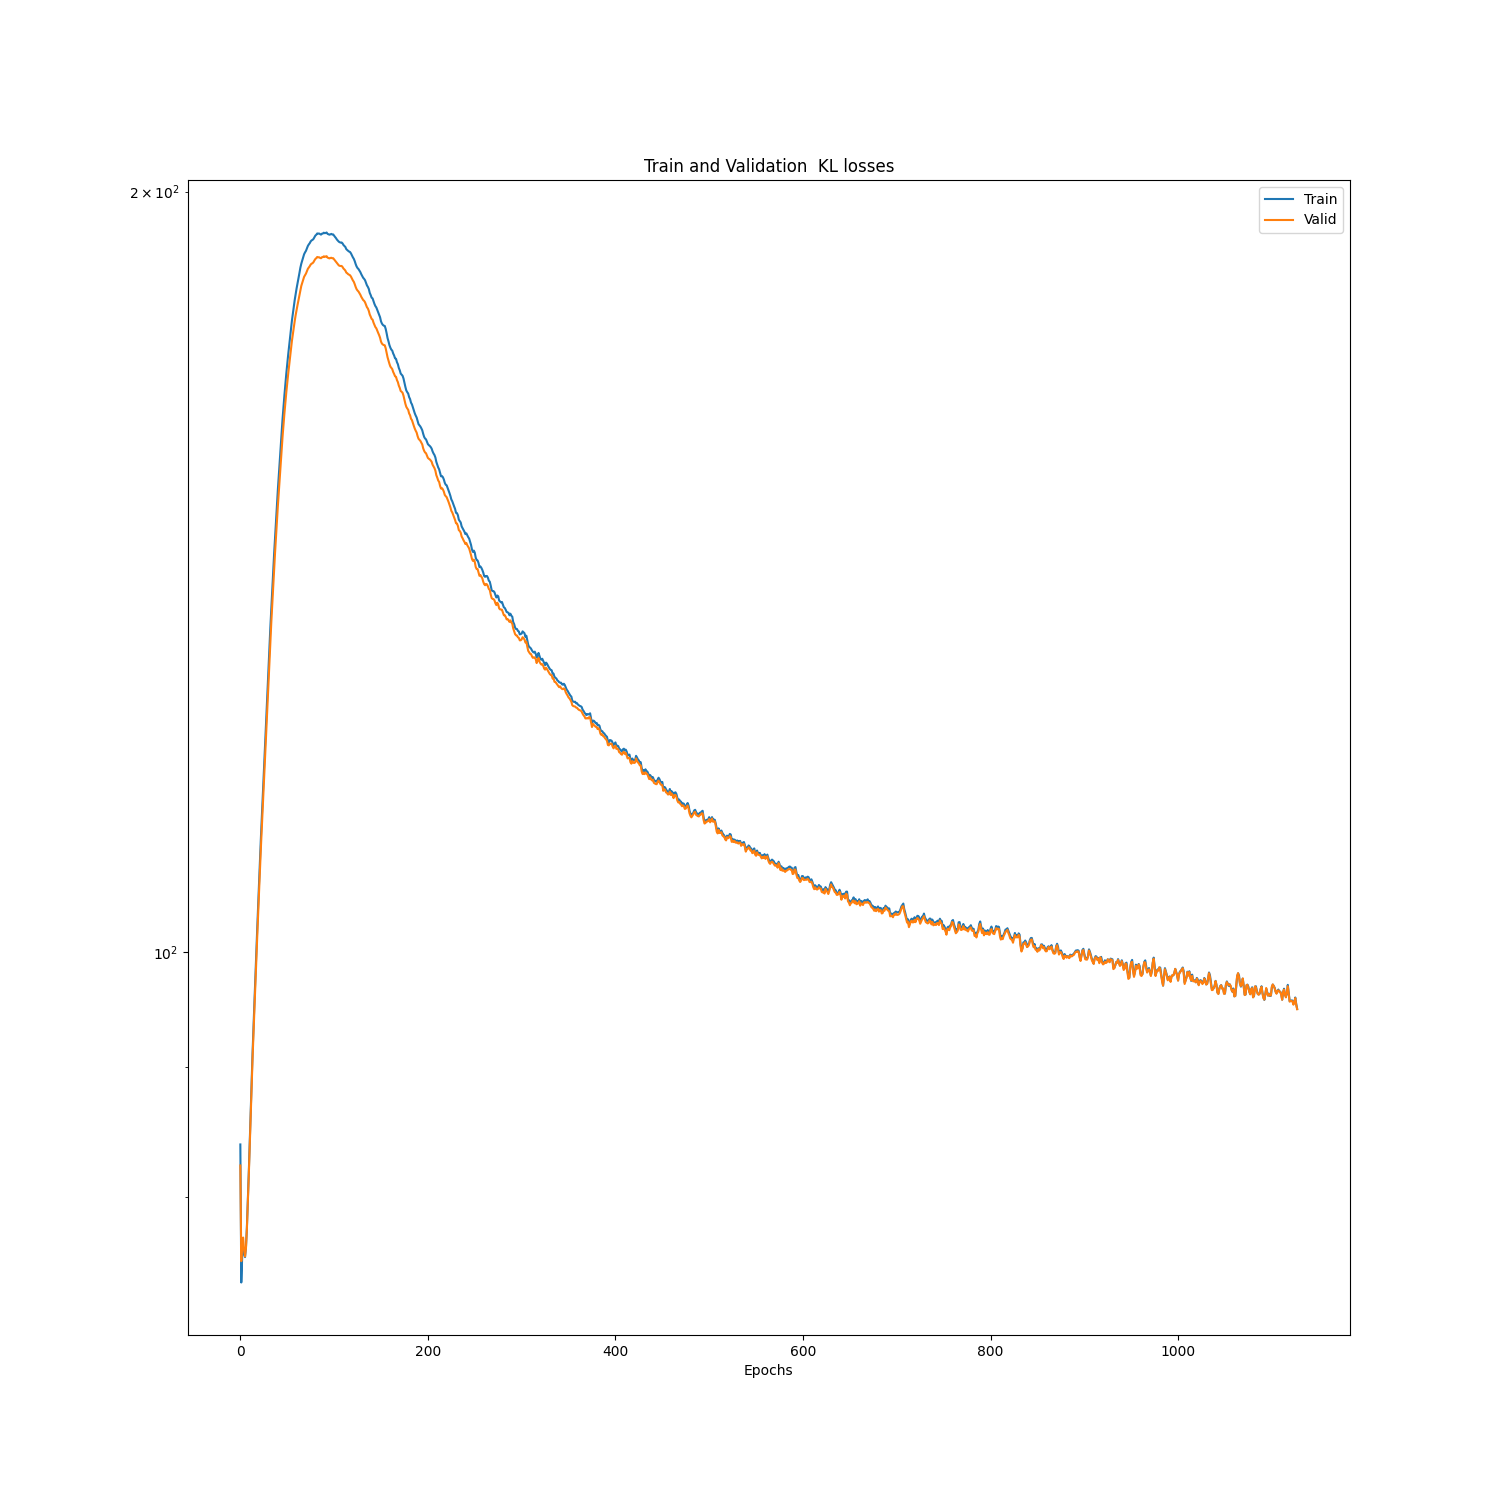 Train and Validation  KL losses
2 × 10²
Train
Valid
10²
0 200 400 600 800 1000
Epochs